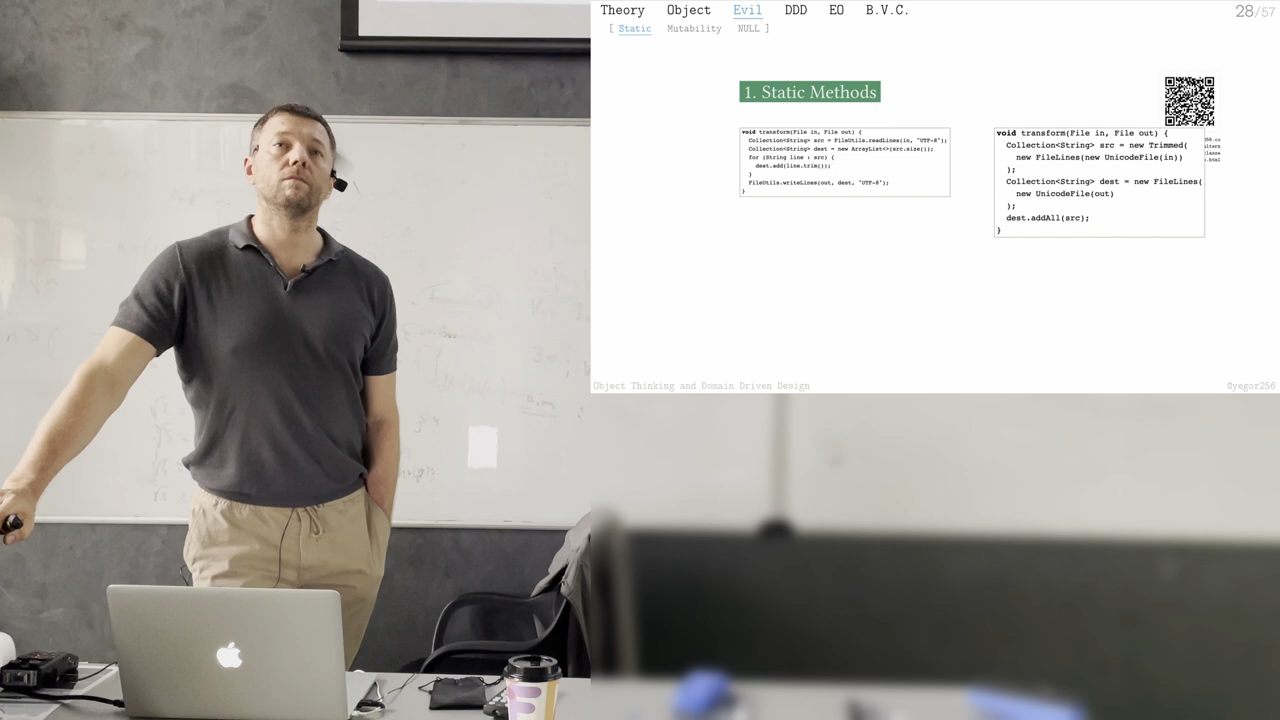 Theory Object Evil DDD EO B.V.C.
28/57
[ Static Mutability NULL ]
1. Static Methods
void transform(File in, File out) {
Collection<String> src = FileUtils.readLines(in, "UTF-8");
Collection<String> dest = new ArrayList<>(src.size());
for (String line : src) {
dest.add(line.trim());
}
FileUtils.writeLines(out, dest, "UTF-8");
}
void transform(File in, File out) {
Collection<String> src = new Trimmed(
new FileLines(new UnicodeFile(in))
);
Collection<String> dest = new FileLines(
new UnicodeFile(out)
);
dest.addAll(src);
}
Object Thinking and Domain Driven Design
@yegor256